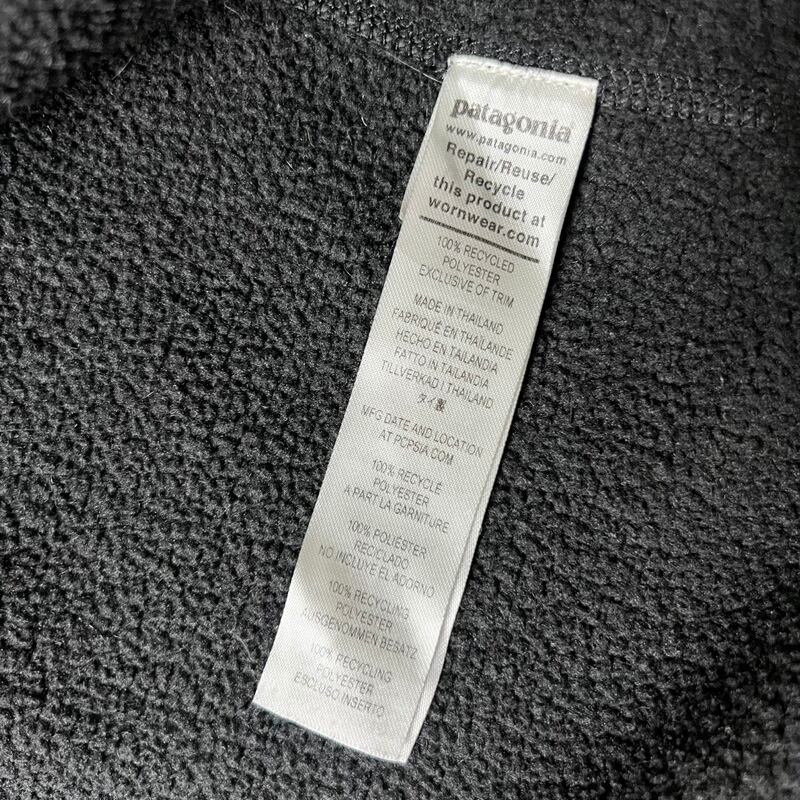 patagonia
www.patagonia.com
Repair/Reuse/
Recycle
this product at
wornwear.com
100% RECYCLED
POLYESTER
EXCLUSIVE OF TRIM
MADE IN THAILAND
FABRIQUÉ EN THAILANDE
HECHO EN TAILANDIA
FATTO IN TAILANDIA
TILLVERKAD I THAILAND
タイ製
MFG DATE AND LOCATION
AT PCPSIA.COM
100% RECYCLÉ
POLYESTER
A PART LA GARNITURE
100% POLIÉSTER
RECICLADO
NO INCLUYE EL ADORNO
100% RECYCLING
POLYESTER
AUSGENOMMEN BESATZ
100% RECYCLING
POLYESTER
ESCLUSO INSERTO